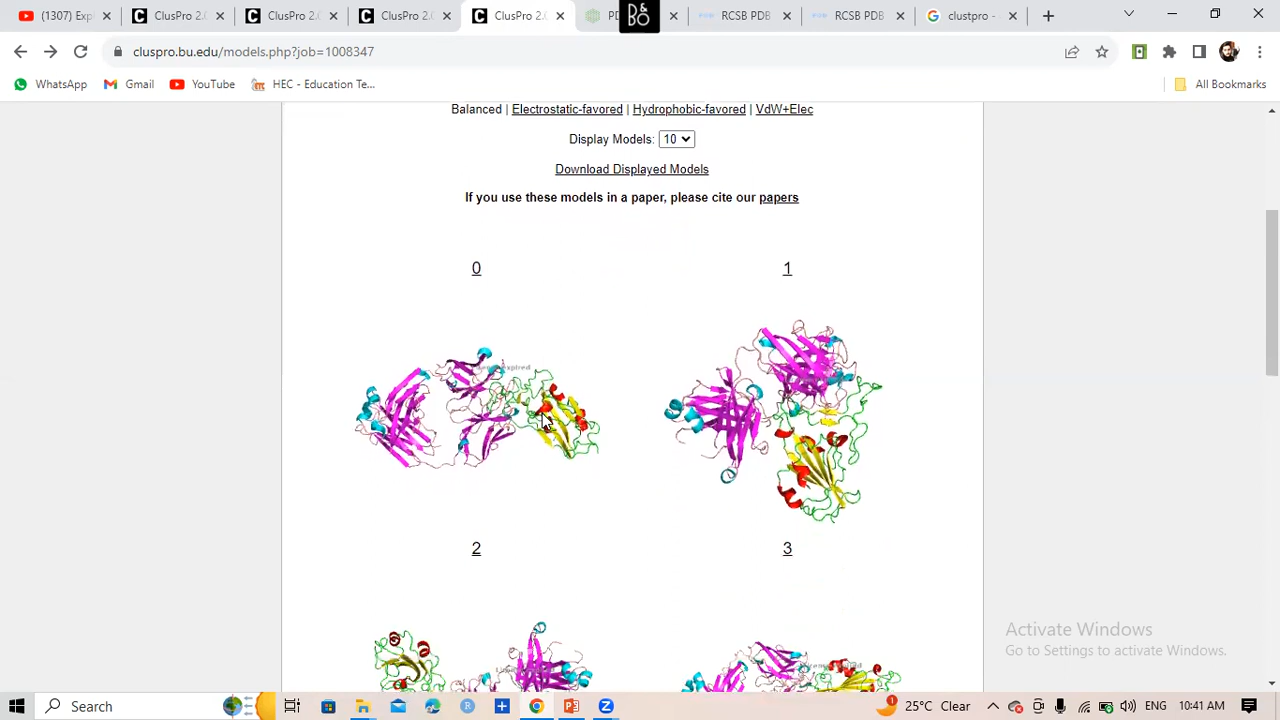 (1307) Exp
ClusPro 2.
ClusPro 2.
ClusPro 2.
ClusPro 2.
PD
B&O
RCSB PDB
RCSB PDB
clustpro -
cluspro.bu.edu/models.php?job=1008347
WhatsApp
Gmail
YouTube
HEC - Education Te...
All Bookmarks
Balanced | Electrostatic-favored | Hydrophobic-favored | VdW+Elec
Display Models: 10
Download Displayed Models
If you use these models in a paper, please cite our papers
0
1
2
3
Activate Windows
Go to Settings to activate Windows.
Search
25°C Clear
10:41 AM